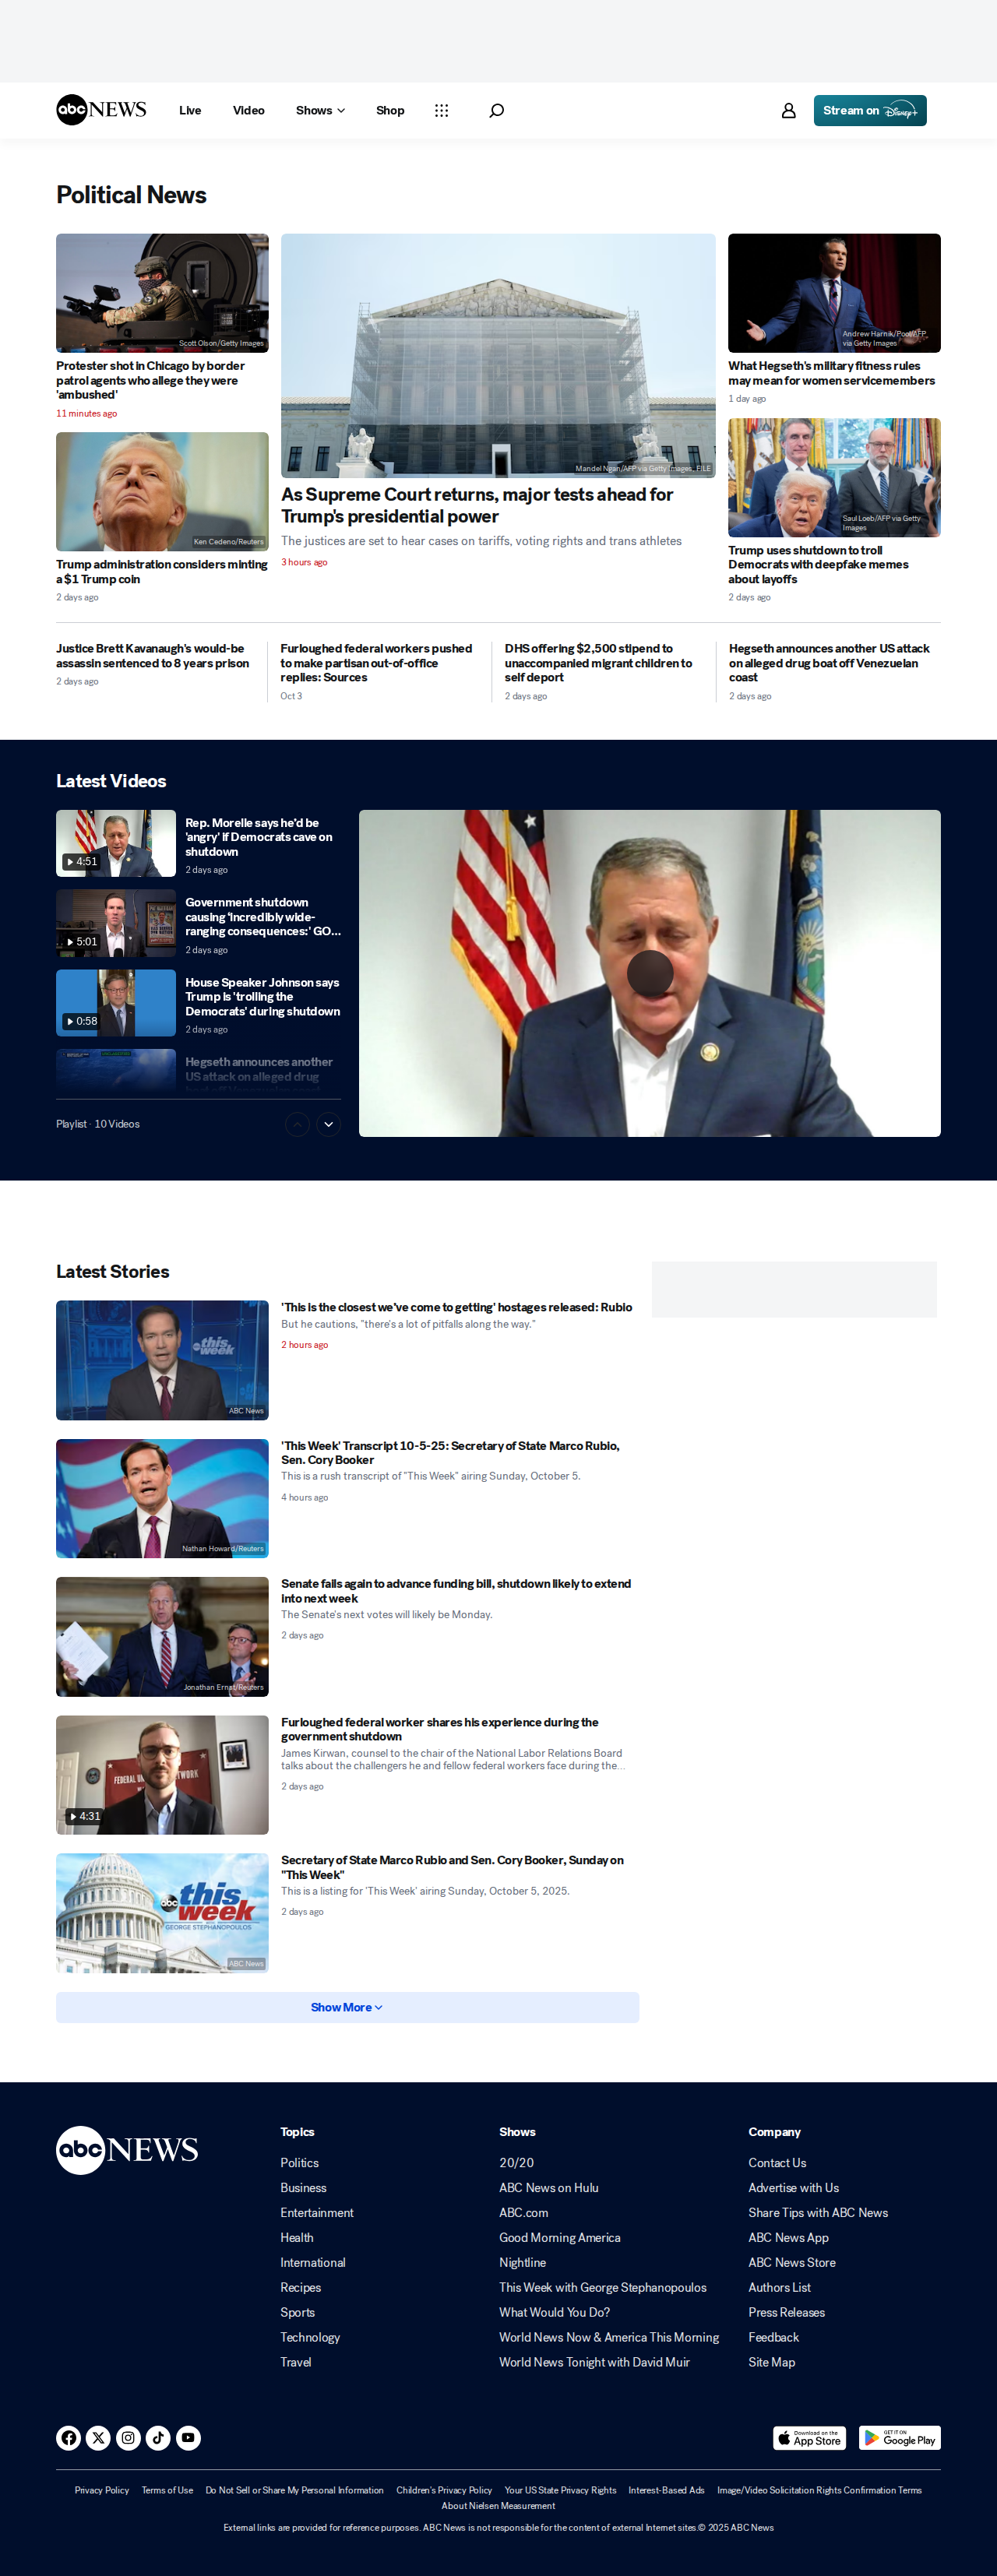 abc NEWS
Live
Video
Shows
Shop
Stream on Disney+
Political News
Scott Olson/Getty Images
Protester shot in Chicago by border
patrol agents who allege they were
'ambushed'
11 minutes ago
Ken Cedeno/Reuters
Trump administration considers minting
a $1 Trump coin
2 days ago
Mandel Ngan/AFP via Getty Images, FILE
As Supreme Court returns, major tests ahead for
Trump's presidential power
The justices are set to hear cases on tariffs, voting rights and trans athletes
3 hours ago
Andrew Harnik/Pool/AFP
via Getty Images
What Hegseth's military fitness rules
may mean for women servicemembers
1 day ago
Saul Loeb/AFP via Getty
Images
Trump uses shutdown to troll
Democrats with deepfake memes
about layoffs
2 days ago
Justice Brett Kavanaugh's would-be
assassin sentenced to 8 years prison
2 days ago
Furloughed federal workers pushed
to make partisan out-of-office
replies: Sources
Oct 3
DHS offering $2,500 stipend to
unaccompanied migrant children to
self deport
2 days ago
Hegseth announces another US attack
on alleged drug boat off Venezuelan
coast
2 days ago
Latest Videos
4:51
Rep. Morelle says he'd be
'angry' if Democrats cave on
shutdown
2 days ago
5:01
Government shutdown
causing 'incredibly wide-
ranging consequences:' GO...
2 days ago
0:58
House Speaker Johnson says
Trump is 'trolling the
Democrats' during shutdown
2 days ago
Hegseth announces another
US attack on alleged drug
Playlist · 10 Videos
Latest Stories
this week
ABC News
'This is the closest we've come to getting' hostages released: Rubio
But he cautions, "there's a lot of pitfalls along the way."
2 hours ago
Nathan Howard/Reuters
'This Week' Transcript 10-5-25: Secretary of State Marco Rubio,
Sen. Cory Booker
This is a rush transcript of "This Week" airing Sunday, October 5.
4 hours ago
Jonathan Ernst/Reuters
Senate fails again to advance funding bill, shutdown likely to extend
into next week
The Senate's next votes will likely be Monday.
2 days ago
4:31
Furloughed federal worker shares his experience during the
government shutdown
James Kirwan, counsel to the chair of the National Labor Relations Board
talks about the challenges he and fellow federal workers face during the...
2 days ago
abc this week
GEORGE STEPHANOPOULOS
ABC News
Secretary of State Marco Rubio and Sen. Cory Booker, Sunday on
"This Week"
This is a listing for 'This Week' airing Sunday, October 5, 2025.
2 days ago
Show More
abc NEWS
Topics
Politics
Business
Entertainment
Health
International
Recipes
Sports
Technology
Travel
Shows
20/20
ABC News on Hulu
ABC.com
Good Morning America
Nightline
This Week with George Stephanopoulos
What Would You Do?
World News Now & America This Morning
World News Tonight with David Muir
Company
Contact Us
Advertise with Us
Share Tips with ABC News
ABC News App
ABC News Store
Authors List
Press Releases
Feedback
Site Map
Download on the
App Store
GET IT ON
Google Play
Privacy Policy
Terms of Use
Do Not Sell or Share My Personal Information
Children's Privacy Policy
Your US State Privacy Rights
Interest-Based Ads
Image/Video Solicitation Rights Confirmation Terms
About Nielsen Measurement
External links are provided for reference purposes. ABC News is not responsible for the content of external Internet sites.© 2025 ABC News